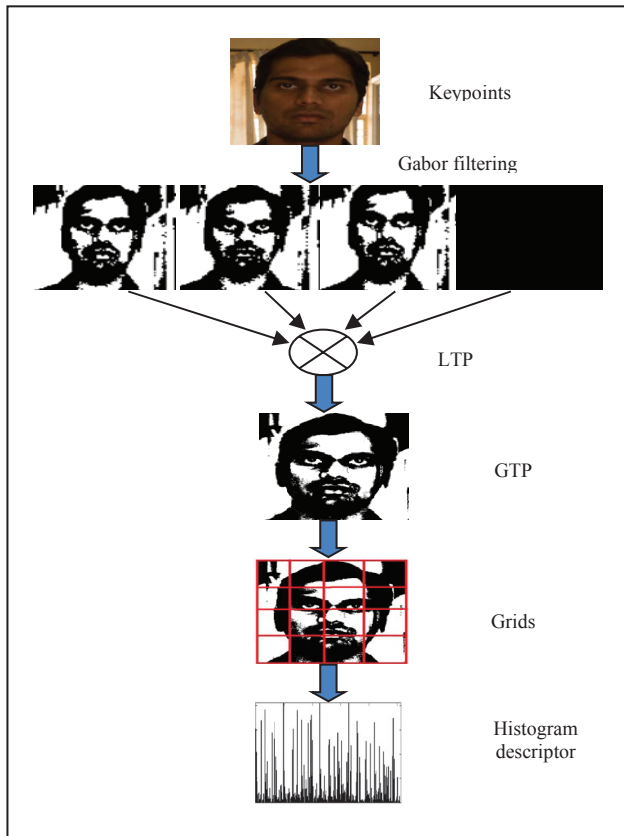 Keypoints
Gabor filtering
LTP
GTP
Grids
Histogram
descriptor